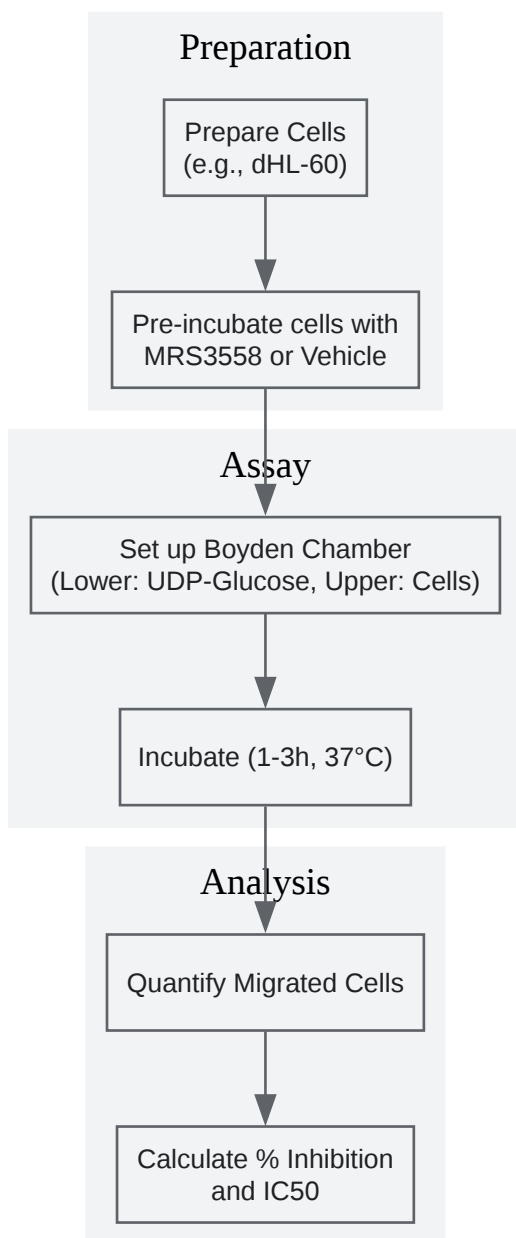 Preparation
Prepare Cells
(e.g., dHL-60)
Pre-incubate cells with
MRS3558 or Vehicle
Assay
Set up Boyden Chamber
(Lower: UDP-Glucose, Upper: Cells)
Incubate (1-3h, 37°C)
Analysis
Quantify Migrated Cells
Calculate % Inhibition
and IC50